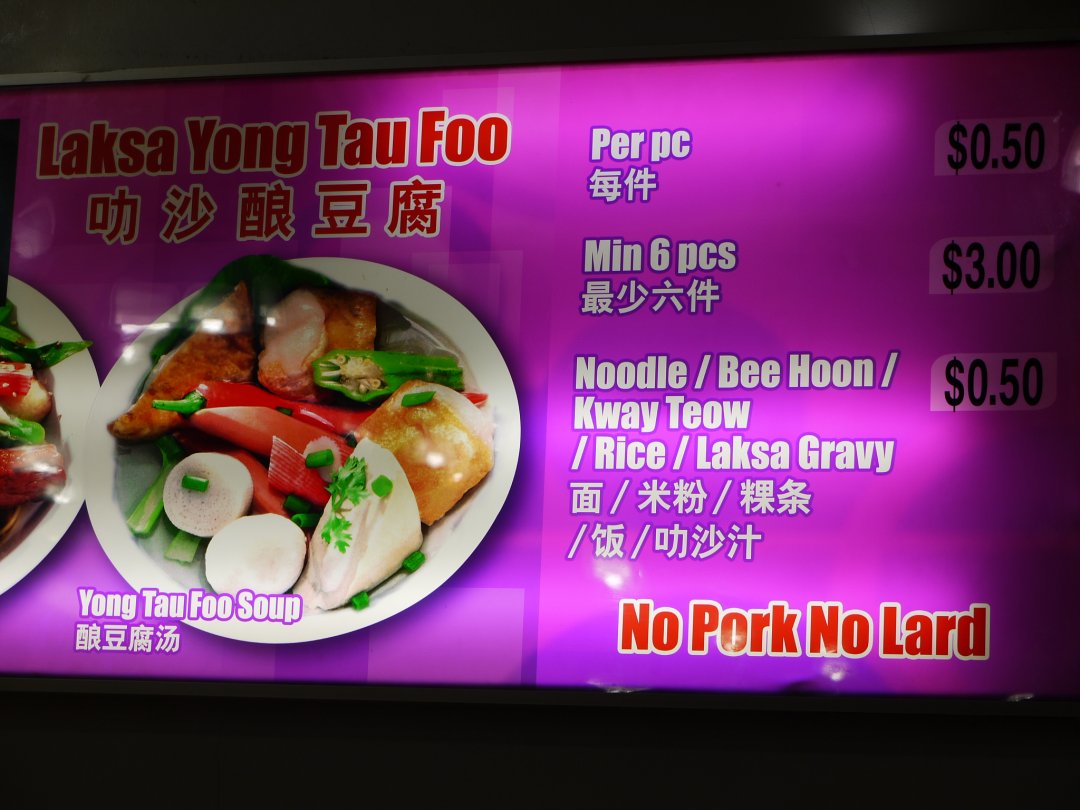 Laksa Yong Tau Foo
叻沙酿豆腐
Yong Tau Foo Soup
酿豆腐汤
Per pc $0.50
每件
Min 6 pcs $3.00
最少六件
Noodle / Bee Hoon / $0.50
Kway Teow
/ Rice / Laksa Gravy
面 / 米粉 / 粿条
/饭 /叻沙汁
No Pork No Lard